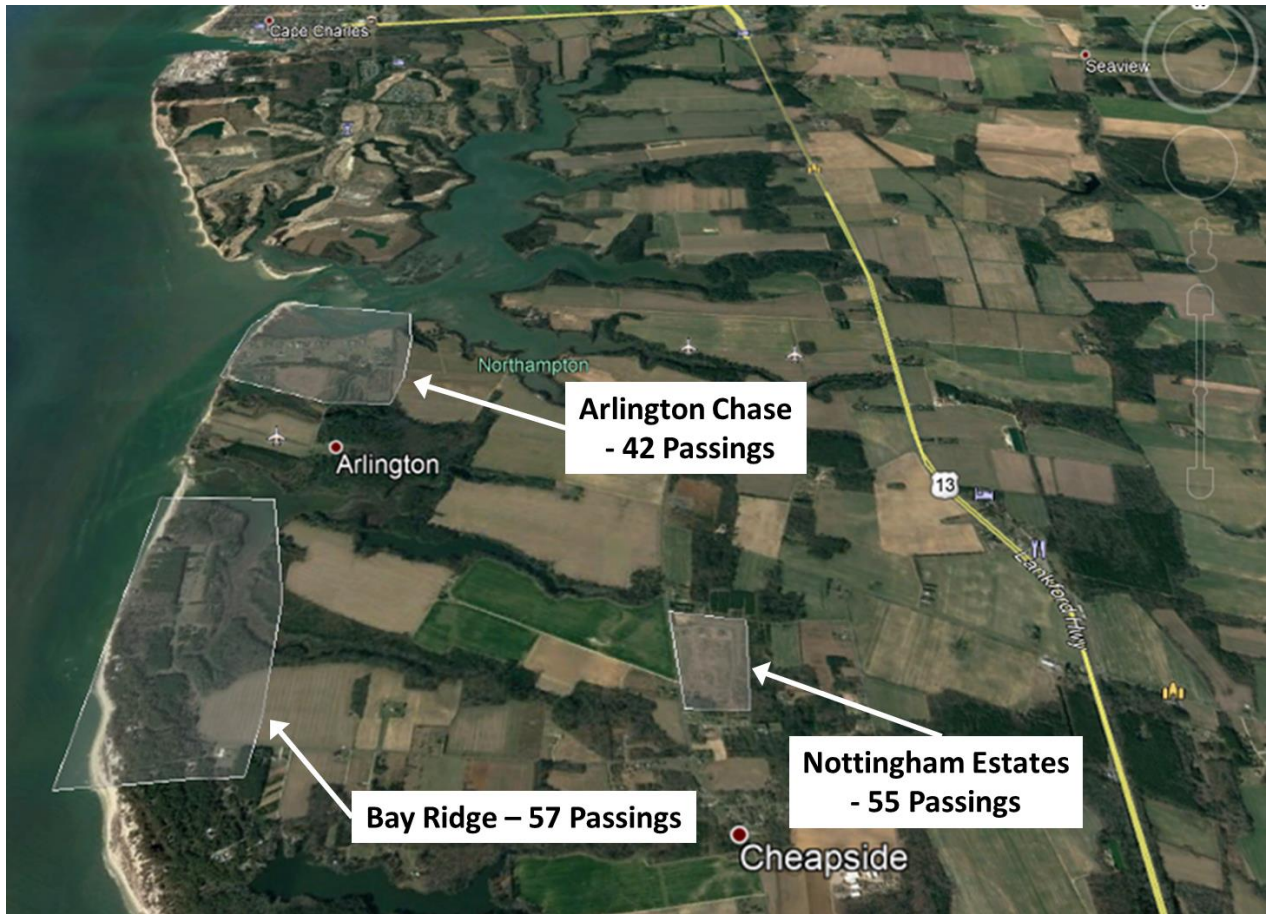 Cape Charles
Seaview
Northampton
Arlington Chase
- 42 Passings
Arlington
13
Lankford Hwy
Nottingham Estates
- 55 Passings
Bay Ridge – 57 Passings
Cheapside